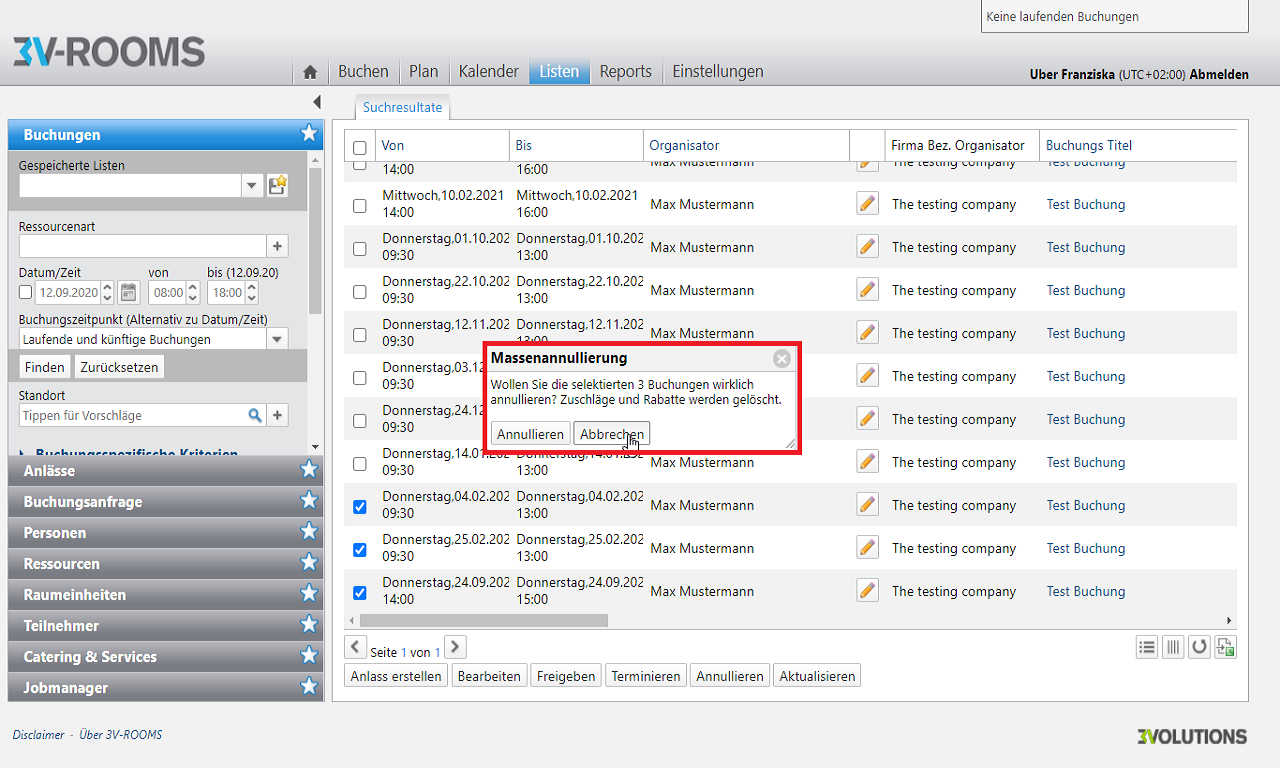 Keine laufenden Buchungen
3V-ROOMS
Buchen Plan Kalender Listen Reports Einstellungen
Uber Franziska (UTC+02:00) Abmelden
Suchresultate
Buchungen
Gespeicherte Listen
Ressourcenart
Datum/Zeit von bis (12.09.20)
12.09.2020 08:00 18:00
Buchungszeitpunkt (Alternativ zu Datum/Zeit)
Laufende und künftige Buchungen
Finden Zurücksetzen
Standort
Tippen für Vorschläge
Buchungsspezifische Kriterien
Anlässe
Buchungsanfrage
Personen
Ressourcen
Raumeinheiten
Teilnehmer
Catering & Services
Jobmanager
Von Bis Organisator Firma Bez. Organisator Buchungs Titel
14:00 16:00 Max Mustermann The testing company Test Buchung
Mittwoch,10.02.2021 Mittwoch,10.02.2021
14:00 16:00 Max Mustermann The testing company Test Buchung
Donnerstag,01.10.202 Donnerstag,01.10.202
09:30 13:00 Max Mustermann The testing company Test Buchung
Donnerstag,22.10.202 Donnerstag,22.10.202
09:30 13:00 Max Mustermann The testing company Test Buchung
Donnerstag,12.11.202 Donnerstag,12.11.202
09:30 13:00 Max Mustermann The testing company Test Buchung
Donnerstag,03.12
09:30 The testing company Test Buchung
Donnerstag,24.12
09:30 The testing company Test Buchung
Donnerstag,14.01.202 Donnerstag,14.01.202
09:30 13:00 Max Mustermann The testing company Test Buchung
Donnerstag,04.02.202 Donnerstag,04.02.202
09:30 13:00 Max Mustermann The testing company Test Buchung
Donnerstag,25.02.202 Donnerstag,25.02.202
09:30 13:00 Max Mustermann The testing company Test Buchung
Donnerstag,24.09.202 Donnerstag,24.09.202
14:00 15:00 Max Mustermann The testing company Test Buchung
Massenannullierung
Wollen Sie die selektierten 3 Buchungen wirklich
annullieren? Zuschläge und Rabatte werden gelöscht.
Annullieren Abbrechen
Seite 1 von 1
Anlass erstellen Bearbeiten Freigeben Terminieren Annullieren Aktualisieren
Disclaimer - Über 3V-ROOMS
3VOLUTIONS